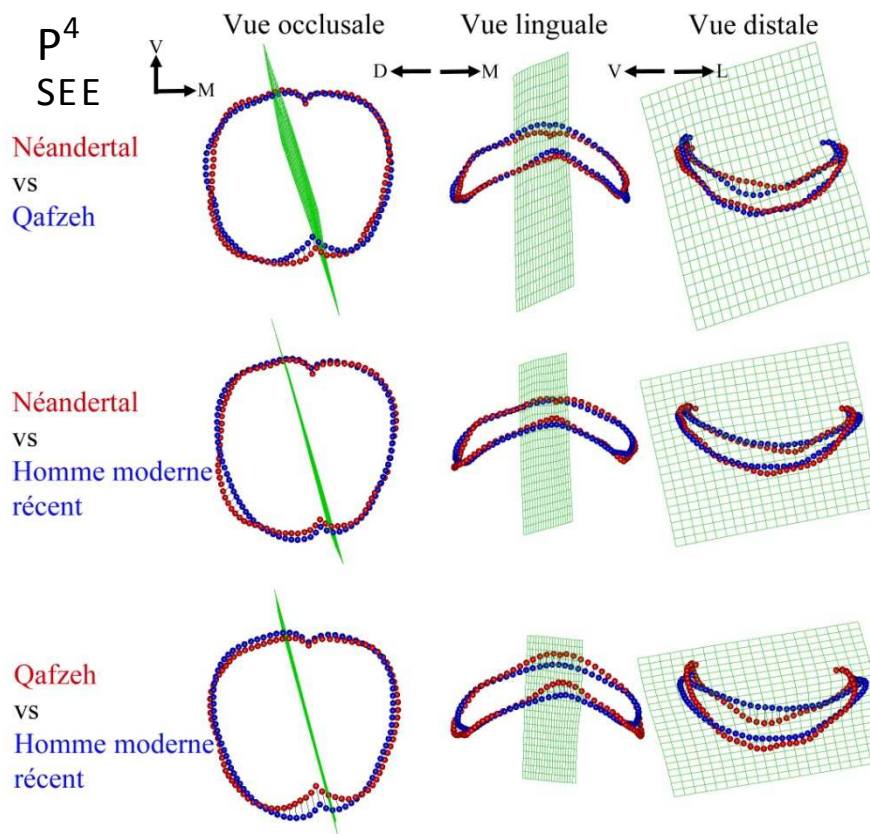 P⁴
SEE
V
M
Vue occlusale
Vue linguale
Vue distale
D
M
V
L
Néandertal
vs
Qafzeh
Néandertal
vs
Homme moderne
récent
Qafzeh
vs
Homme moderne
récent